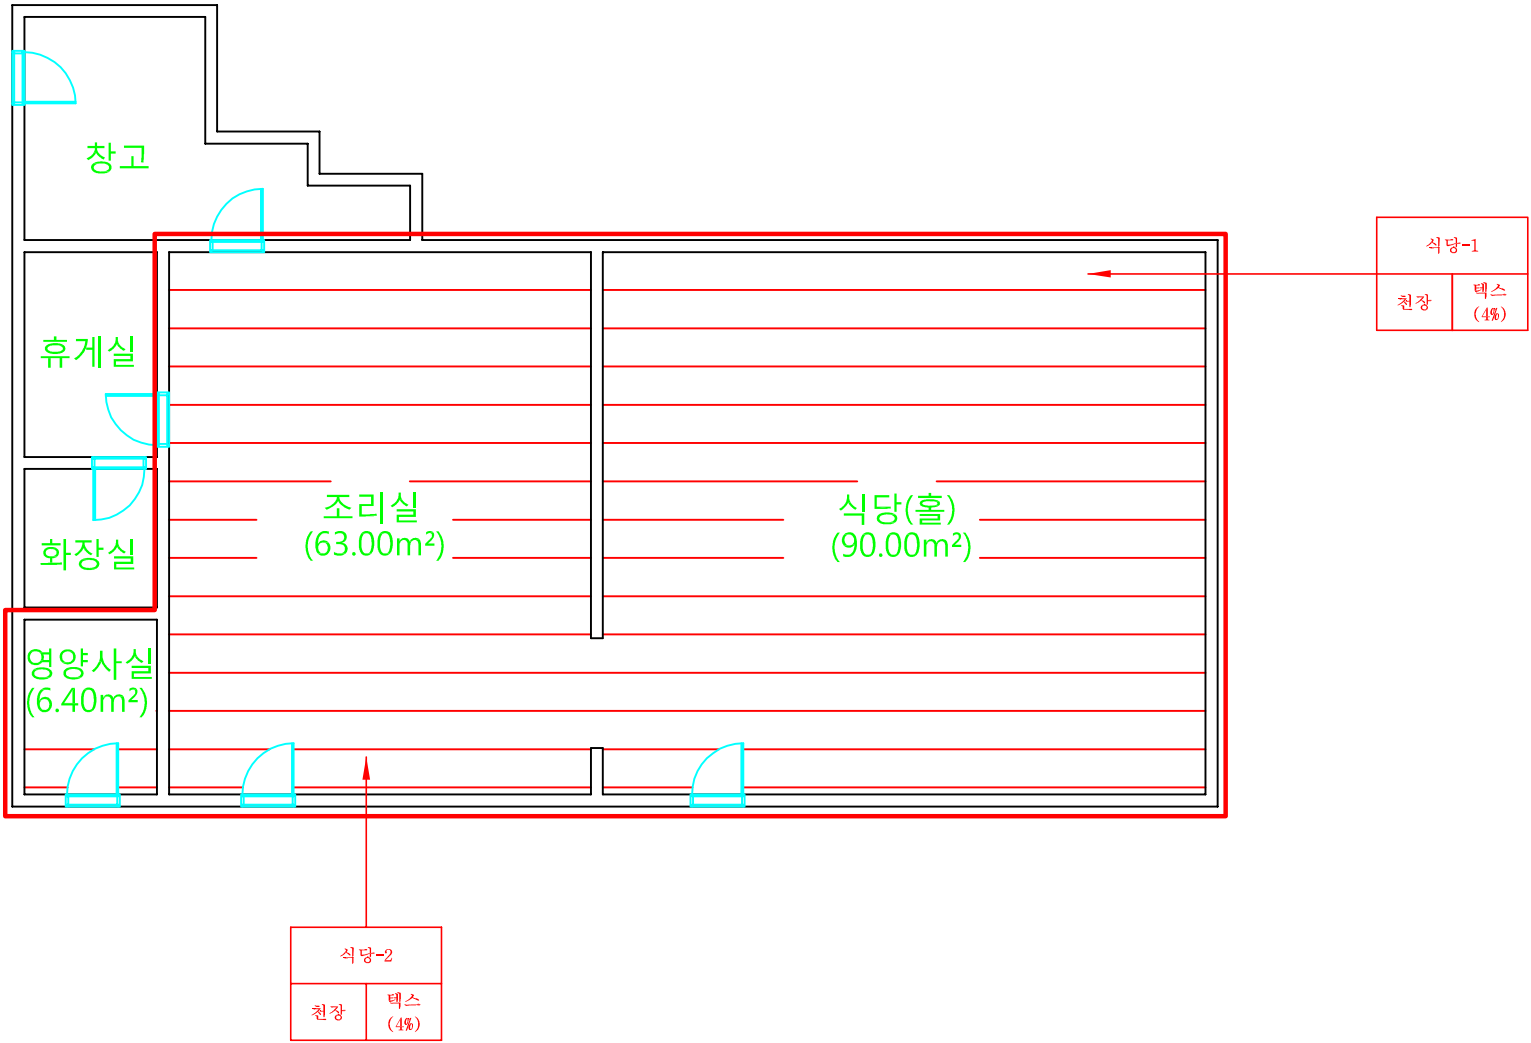 창고
식당-1
천장
텍스
(4%)
휴게실
조리실
(63.00m²)
식당(홀)
(90.00m²)
화장실
영양사실
(6.40m²)
식당-2
천장
텍스
(4%)